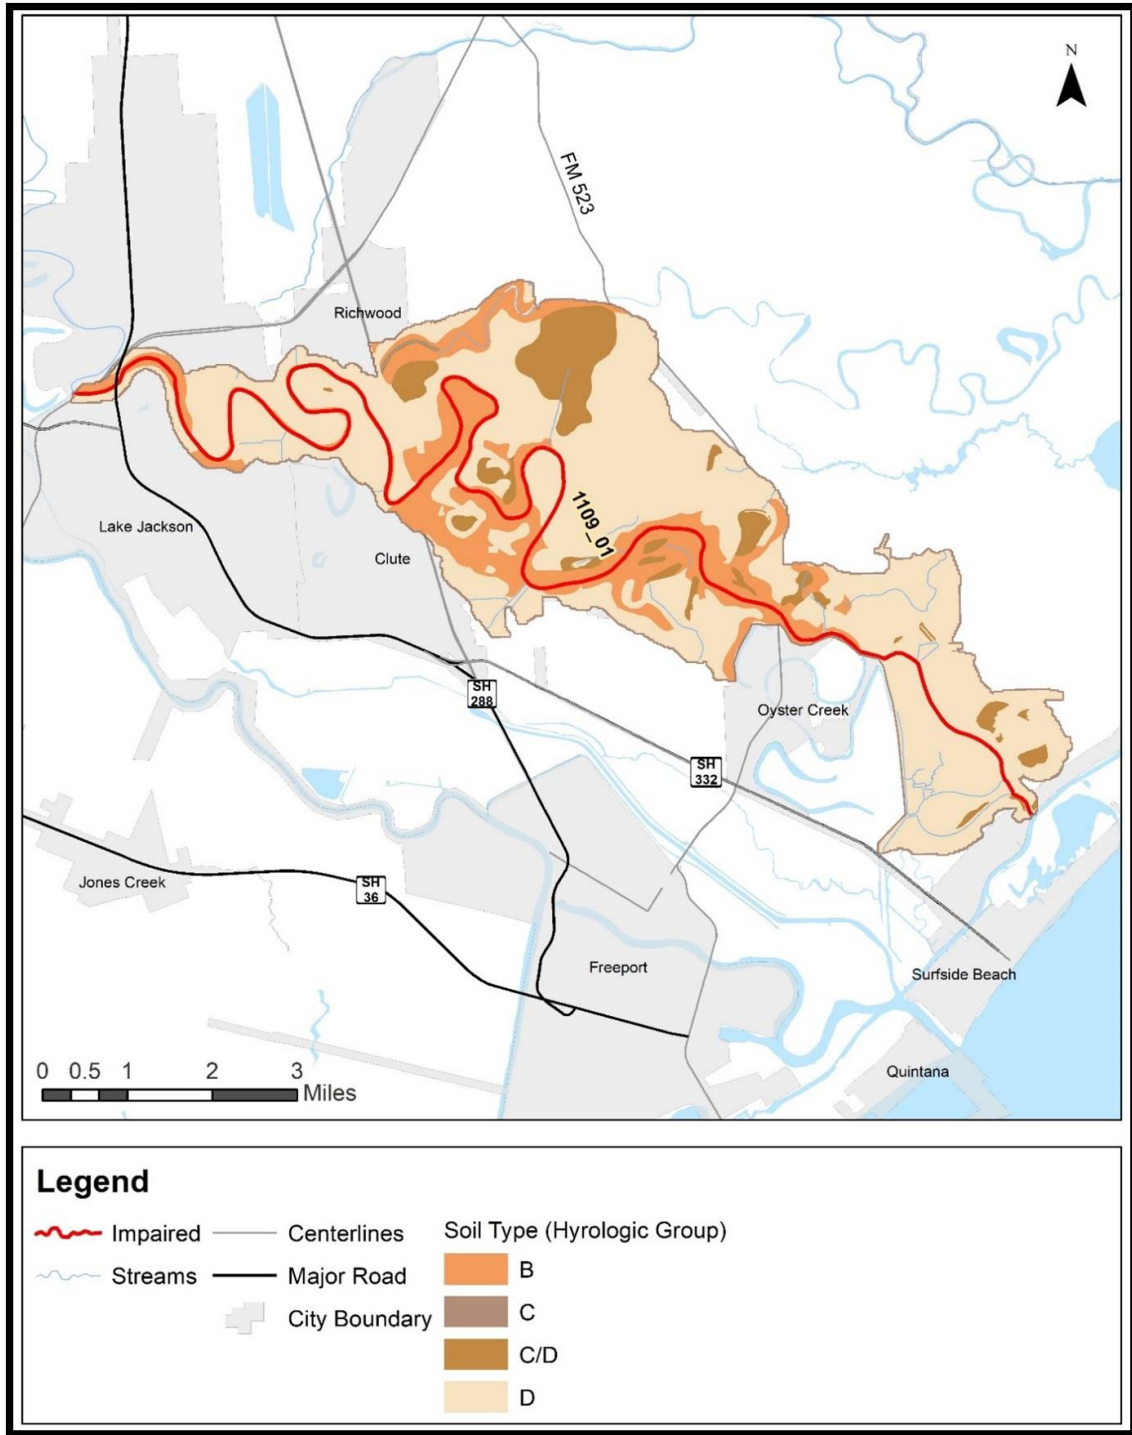 N
FM 523
Richwood
1109_01
Lake Jackson
Clute
SH
288
Oyster Creek
SH
332
Jones Creek
SH
36
Freeport
Surfside Beach
Quintana
0 0.5 1 2 3
Miles
Legend
Impaired
Centerlines
Streams
Major Road
City Boundary
Soil Type (Hyrologic Group)
B
C
C/D
D